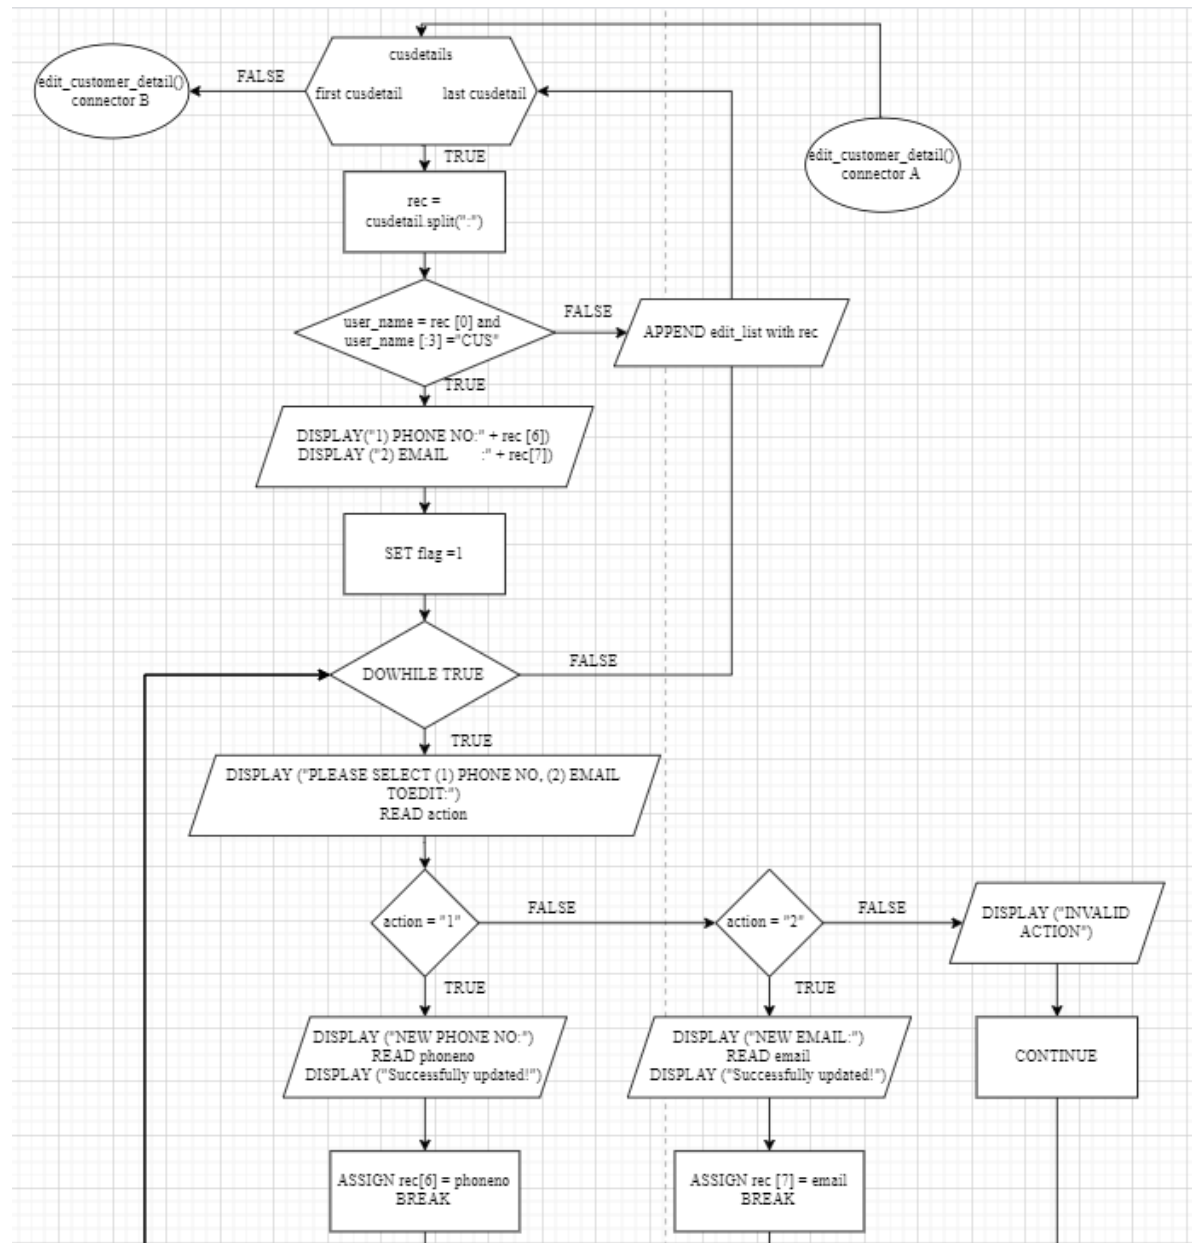 cusdetails
first cusdetail
last cusdetail
FALSE
edit_customer_detail()
connector B
edit_customer_detail()
connector A
TRUE
rec =
cusdetail.split(":")
user_name = rec [0] and
user_name [:3] ="CUS"
FALSE
APPEND edit_list with rec
TRUE
DISPLAY("1) PHONE NO:" + rec [6])
DISPLAY ("2) EMAIL :" + rec[7])
SET flag =1
DOWHILE TRUE
FALSE
TRUE
DISPLAY ("PLEASE SELECT (1) PHONE NO, (2) EMAIL
TOEDIT:")
READ action
action = "1"
FALSE
action = "2"
FALSE
DISPLAY ("INVALID
ACTION")
TRUE
TRUE
DISPLAY ("NEW PHONE NO:")
READ phoneno
DISPLAY ("Successfully updated!")
DISPLAY ("NEW EMAIL:")
READ email
DISPLAY ("Successfully updated!")
CONTINUE
ASSIGN rec[6] = phoneno
BREAK
ASSIGN rec [7] = email
BREAK